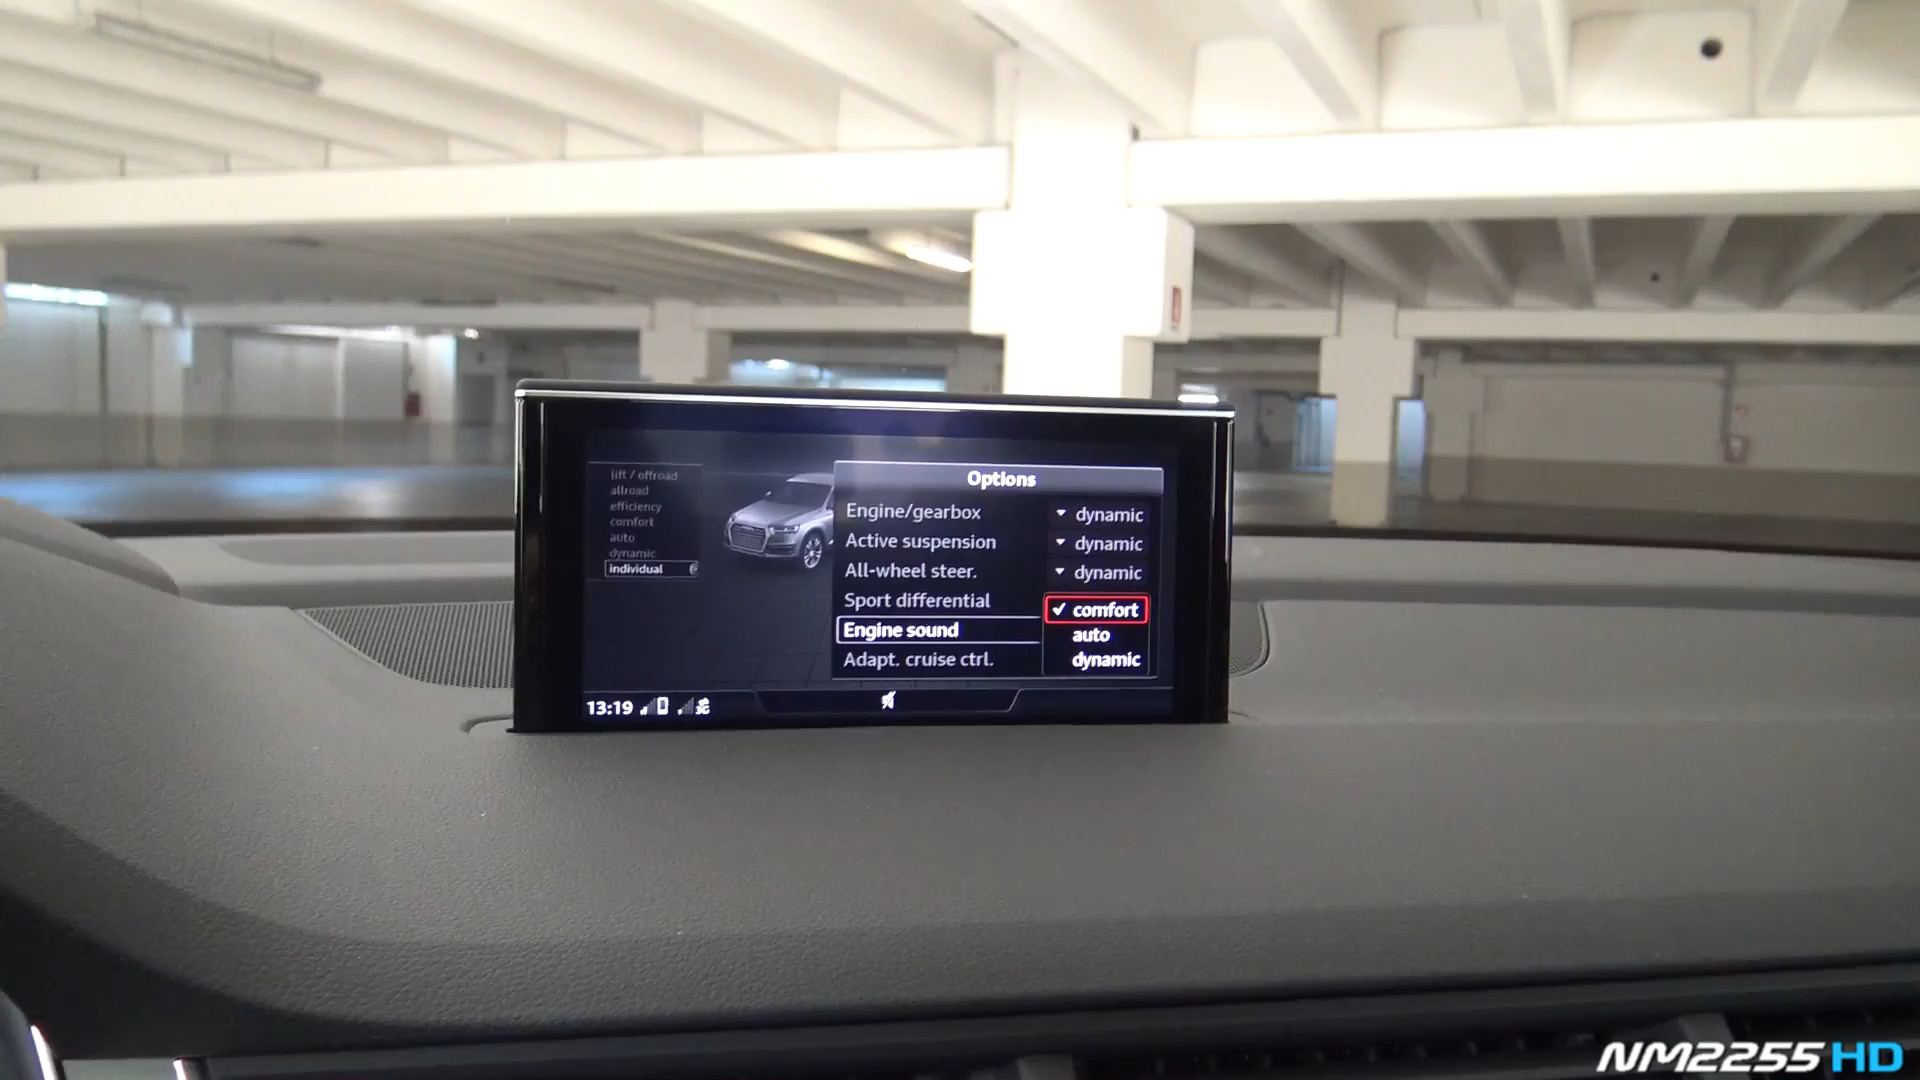 lift / offroad
allroad
efficiency
comfort
auto
dynamic
individual
Options
Engine/gearbox dynamic
Active suspension dynamic
All-wheel steer. dynamic
Sport differential
✓ comfort
Engine sound
auto
Adapt. cruise ctrl.
dynamic
13:19 3G
NM2255 HD